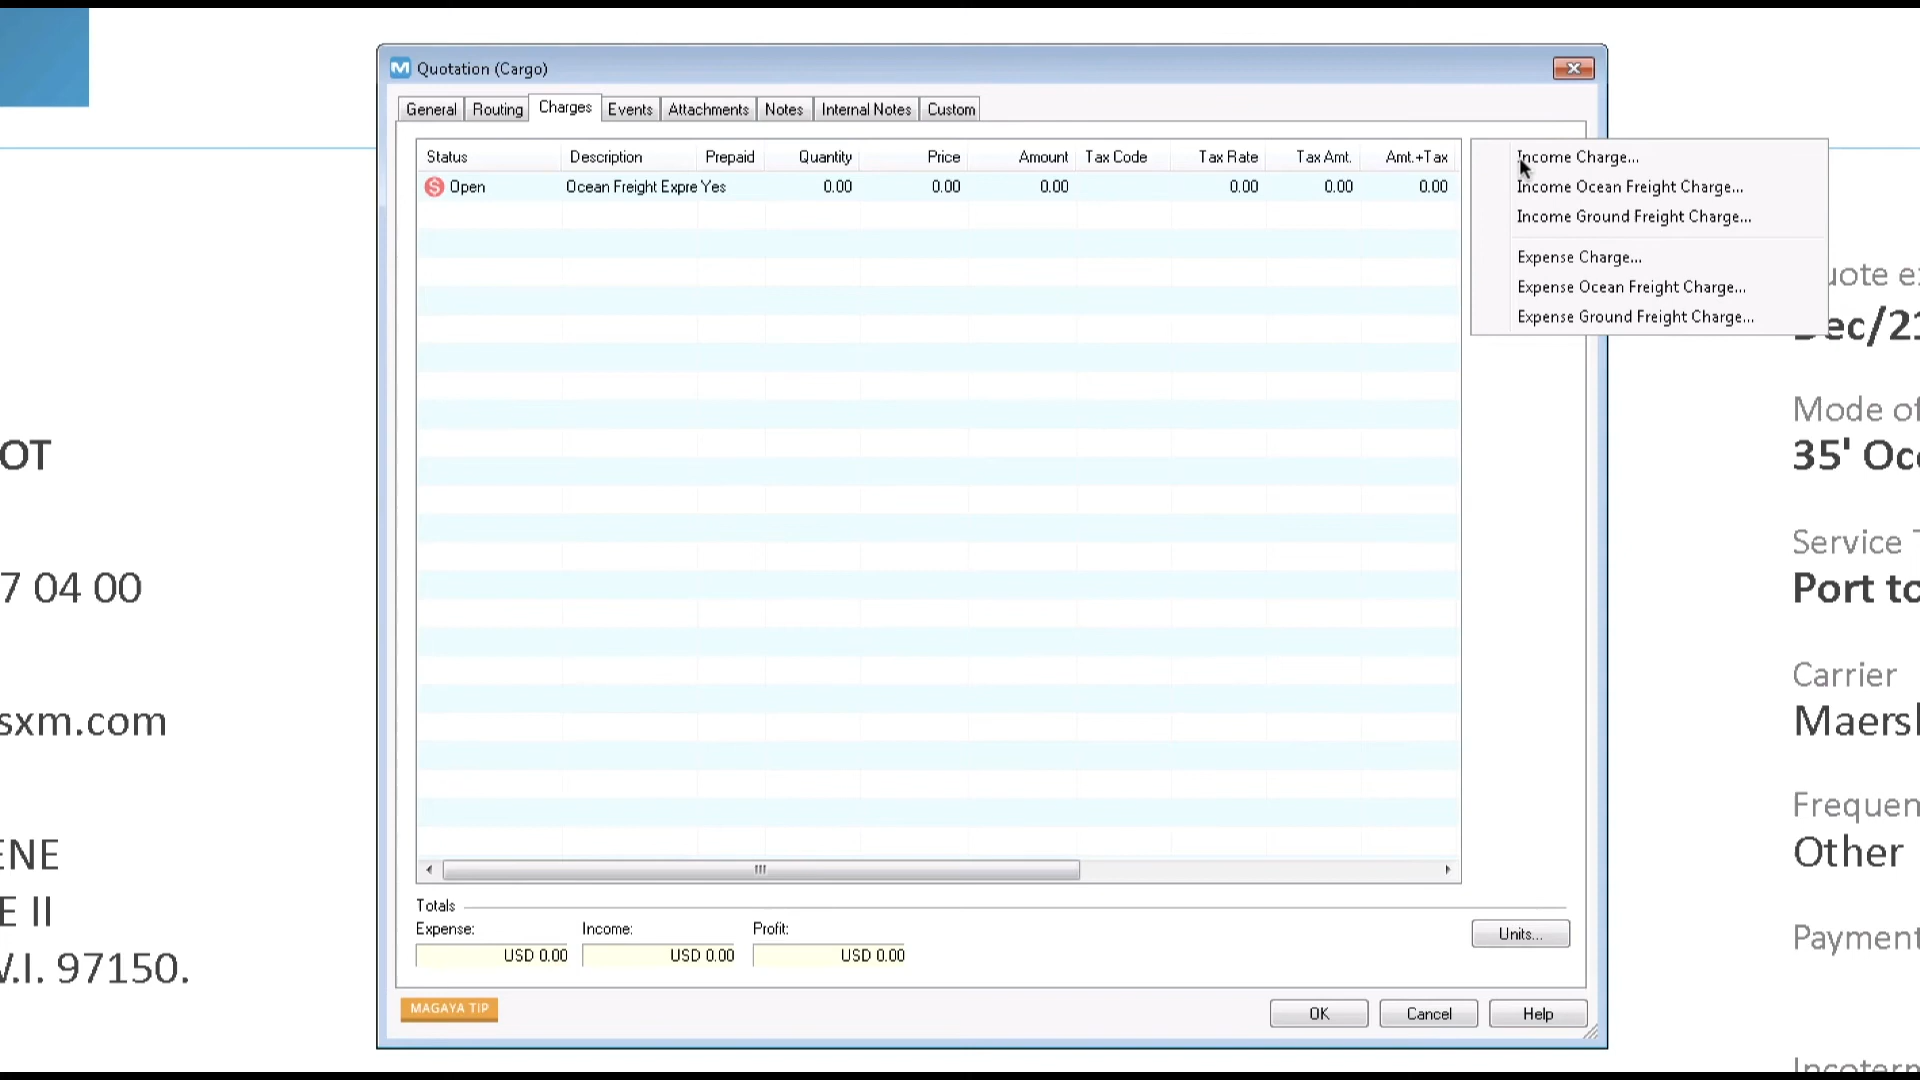 Quotation (Cargo)
General Routing Charges Events Attachments Notes Internal Notes Custom
Status Description Prepaid Quantity Price Amount Tax Code Tax Rate Tax Amt. Amt.+Tax
Open Ocean Freight Expre Yes 0.00 0.00 0.00 0.00 0.00 0.00
Income Charge...
Income Ocean Freight Charge...
Income Ground Freight Charge...
Expense Charge...
Expense Ocean Freight Charge...
Expense Ground Freight Charge...
Totals
Expense: Income: Profit:
USD 0.00 USD 0.00 USD 0.00
Units...
MAGAYA TIP
OK Cancel Help
OT
7 04 00
sxm.com
ENE
E II
V.I. 97150.
uote e
ec/21
Mode of
35' Oc
Service
Port to
Carrier
Maersk
Frequen
Other
Payment
Incoterm